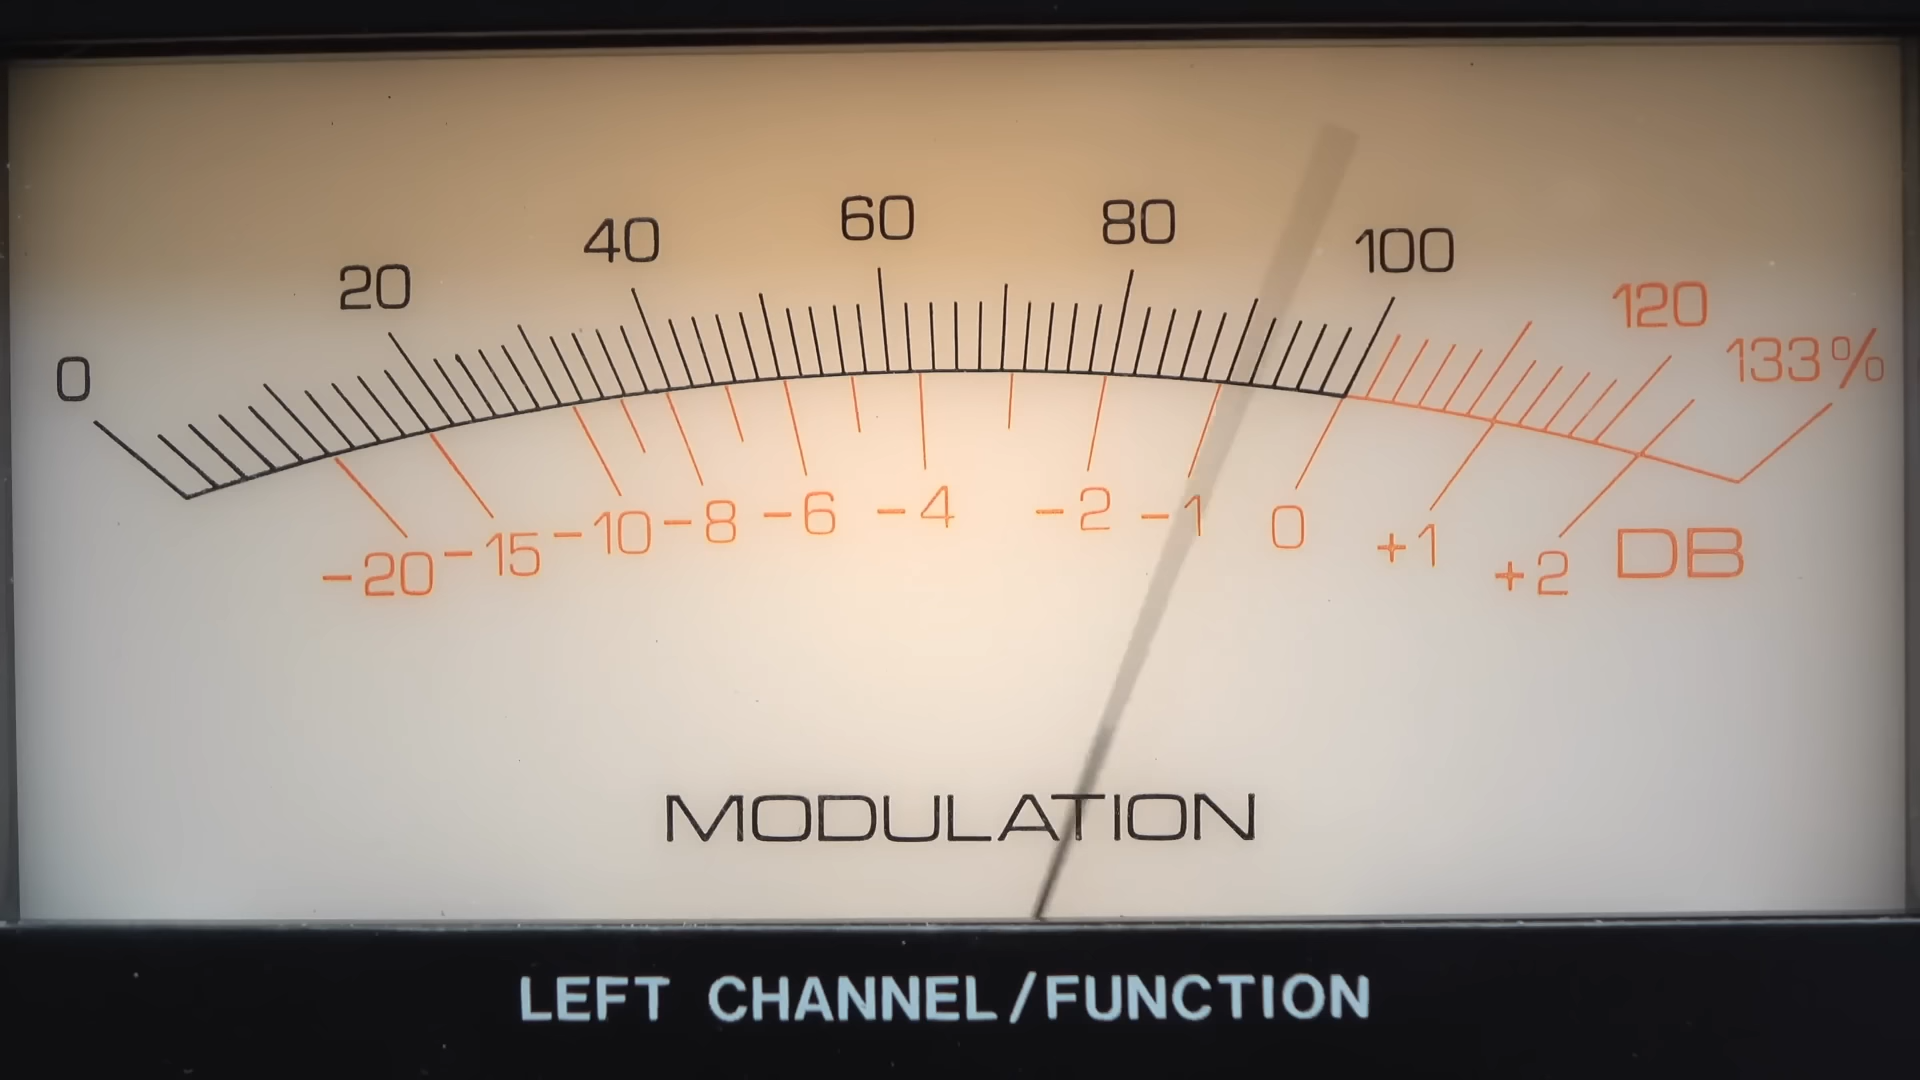 0 20 40 60 80 100 120 133%
-20 -15 -10 -8 -6 -4 -2 -1 0 +1 +2 DB
MODULATION
LEFT CHANNEL/FUNCTION